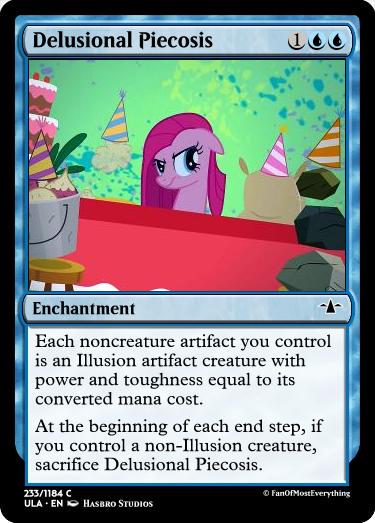 Delusional Piecosis 1
Enchantment
Each noncreature artifact you control
is an Illusion artifact creature with
power and toughness equal to its
converted mana cost.
At the beginning of each end step, if
you control a non-Illusion creature,
sacrifice Delusional Piecosis.
233/1184 C
ULA • EN Hasbro Studios
© FanOfMostEverything